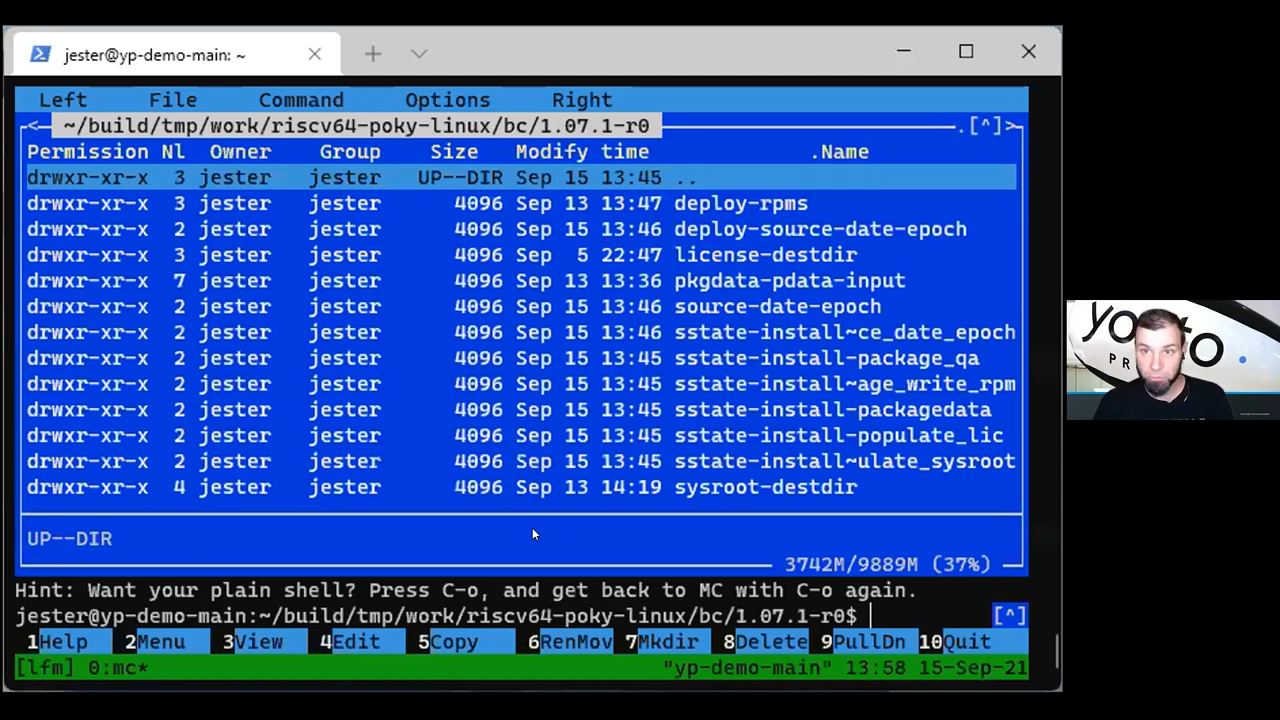 jester@yp-demo-main: ~
Left File Command Options Right
<─ ~/build/tmp/work/riscv64-poky-linux/bc/1.07.1-r0 ─.[^]>
Permission Nl Owner Group Size Modify time .Name
drwxr-xr-x 3 jester jester UP--DIR Sep 15 13:45 ..
drwxr-xr-x 3 jester jester 4096 Sep 13 13:47 deploy-rpms
drwxr-xr-x 2 jester jester 4096 Sep 15 13:46 deploy-source-date-epoch
drwxr-xr-x 3 jester jester 4096 Sep 5 22:47 license-destdir
drwxr-xr-x 7 jester jester 4096 Sep 13 13:36 pkgdata-pdata-input
drwxr-xr-x 2 jester jester 4096 Sep 15 13:46 source-date-epoch
drwxr-xr-x 2 jester jester 4096 Sep 15 13:46 sstate-install~ce_date_epoch
drwxr-xr-x 2 jester jester 4096 Sep 15 13:45 sstate-install-package_qa
drwxr-xr-x 2 jester jester 4096 Sep 15 13:45 sstate-install~age_write_rpm
drwxr-xr-x 2 jester jester 4096 Sep 15 13:45 sstate-install-packagedata
drwxr-xr-x 2 jester jester 4096 Sep 15 13:45 sstate-install-populate_lic
drwxr-xr-x 2 jester jester 4096 Sep 15 13:45 sstate-install~ulate_sysroot
drwxr-xr-x 4 jester jester 4096 Sep 13 14:19 sysroot-destdir
UP--DIR
3742M/9889M (37%)
Hint: Want your plain shell? Press C-o, and get back to MC with C-o again.
jester@yp-demo-main:~/build/tmp/work/riscv64-poky-linux/bc/1.07.1-r0$ [^]
1Help 2Menu 3View 4Edit 5Copy 6RenMov 7Mkdir 8Delete 9PullDn 10Quit
[lfm] 0:mc* "yp-demo-main" 13:58 15-Sep-21